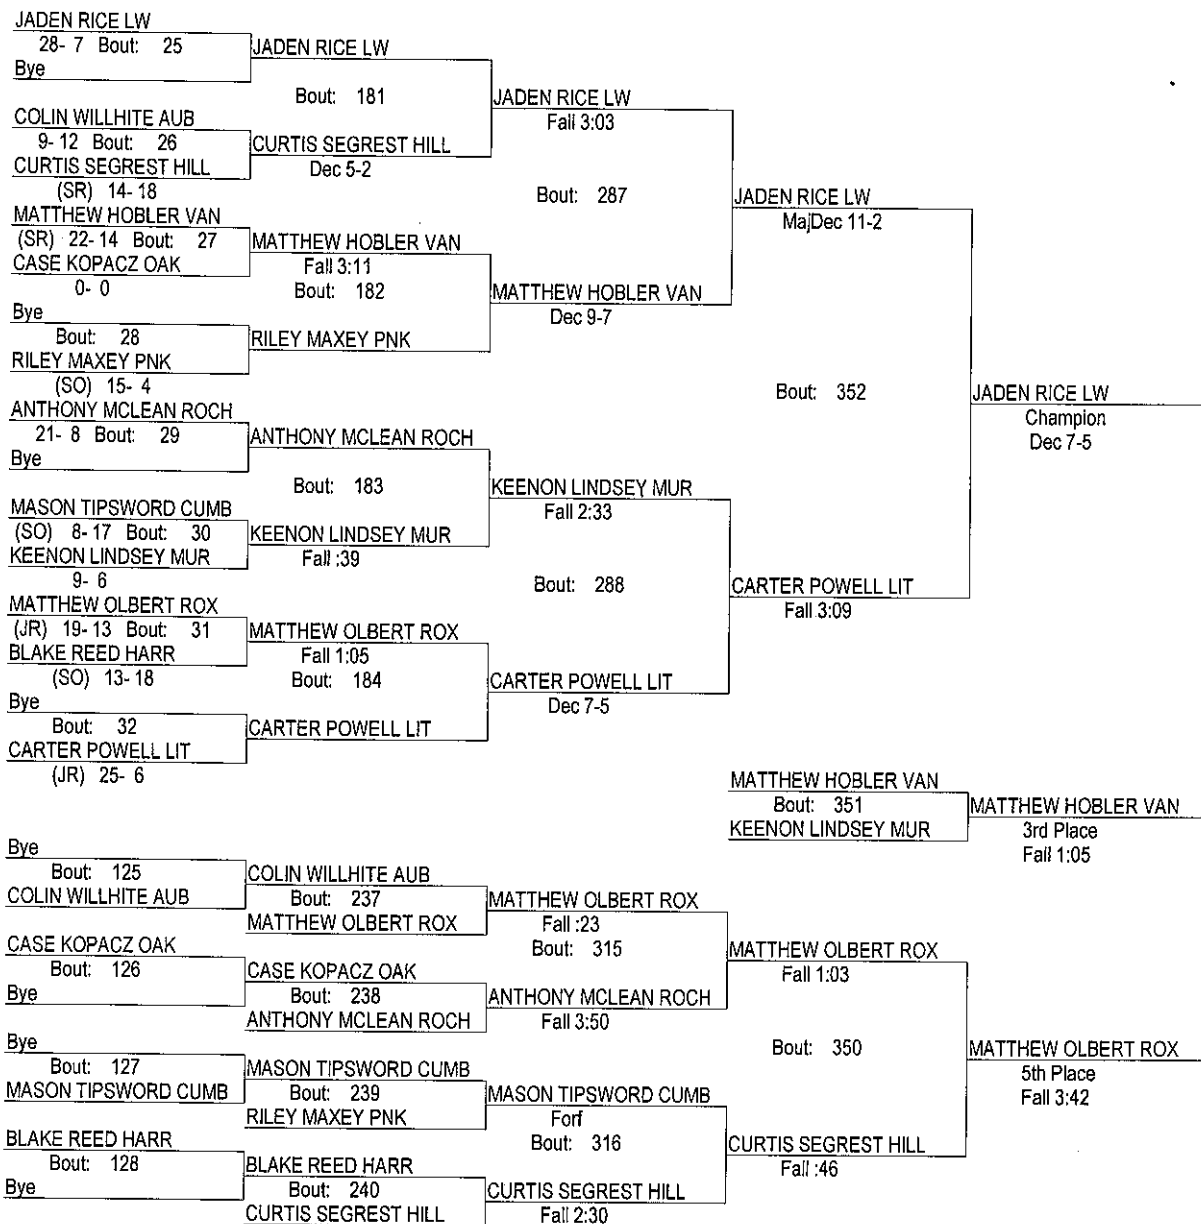 JADEN RICE LW
28- 7 Bout: 25
Bye
JADEN RICE LW
Bout: 181
COLIN WILLHITE AUB
9- 12 Bout: 26
CURTIS SEGREST HILL
(SR) 14- 18
CURTIS SEGREST HILL
Dec 5-2
JADEN RICE LW
Fall 3:03
Bout: 287
MATTHEW HOBLER VAN
(SR) 22- 14 Bout: 27
CASE KOPACZ OAK
0- 0
MATTHEW HOBLER VAN
Fall 3:11
Bout: 182
Bye
Bout: 28
RILEY MAXEY PNK
(SO) 15- 4
RILEY MAXEY PNK
MATTHEW HOBLER VAN
Dec 9-7
JADEN RICE LW
MajDec 11-2
Bout: 352
JADEN RICE LW
Champion
Dec 7-5
ANTHONY MCLEAN ROCH
21- 8 Bout: 29
Bye
ANTHONY MCLEAN ROCH
Bout: 183
MASON TIPSWORD CUMB
(SO) 8- 17 Bout: 30
KEENON LINDSEY MUR
9- 6
KEENON LINDSEY MUR
Fall :39
KEENON LINDSEY MUR
Fall 2:33
Bout: 288
MATTHEW OLBERT ROX
(JR) 19- 13 Bout: 31
BLAKE REED HARR
(SO) 13- 18
MATTHEW OLBERT ROX
Fall 1:05
Bout: 184
Bye
Bout: 32
CARTER POWELL LIT
(JR) 25- 6
CARTER POWELL LIT
CARTER POWELL LIT
Dec 7-5
CARTER POWELL LIT
Fall 3:09
MATTHEW HOBLER VAN
Bout: 351
KEENON LINDSEY MUR
MATTHEW HOBLER VAN
3rd Place
Fall 1:05
Bye
Bout: 125
COLIN WILLHITE AUB
COLIN WILLHITE AUB
Bout: 237
MATTHEW OLBERT ROX
MATTHEW OLBERT ROX
Fall :23
Bout: 315
CASE KOPACZ OAK
Bout: 126
Bye
CASE KOPACZ OAK
Bout: 238
ANTHONY MCLEAN ROCH
ANTHONY MCLEAN ROCH
Fall 3:50
MATTHEW OLBERT ROX
Fall 1:03
Bout: 350
MATTHEW OLBERT ROX
5th Place
Fall 3:42
Bye
Bout: 127
MASON TIPSWORD CUMB
MASON TIPSWORD CUMB
Bout: 239
RILEY MAXEY PNK
MASON TIPSWORD CUMB
Forf
Bout: 316
BLAKE REED HARR
Bout: 128
Bye
BLAKE REED HARR
Bout: 240
CURTIS SEGREST HILL
CURTIS SEGREST HILL
Fall 2:30
CURTIS SEGREST HILL
Fall :46